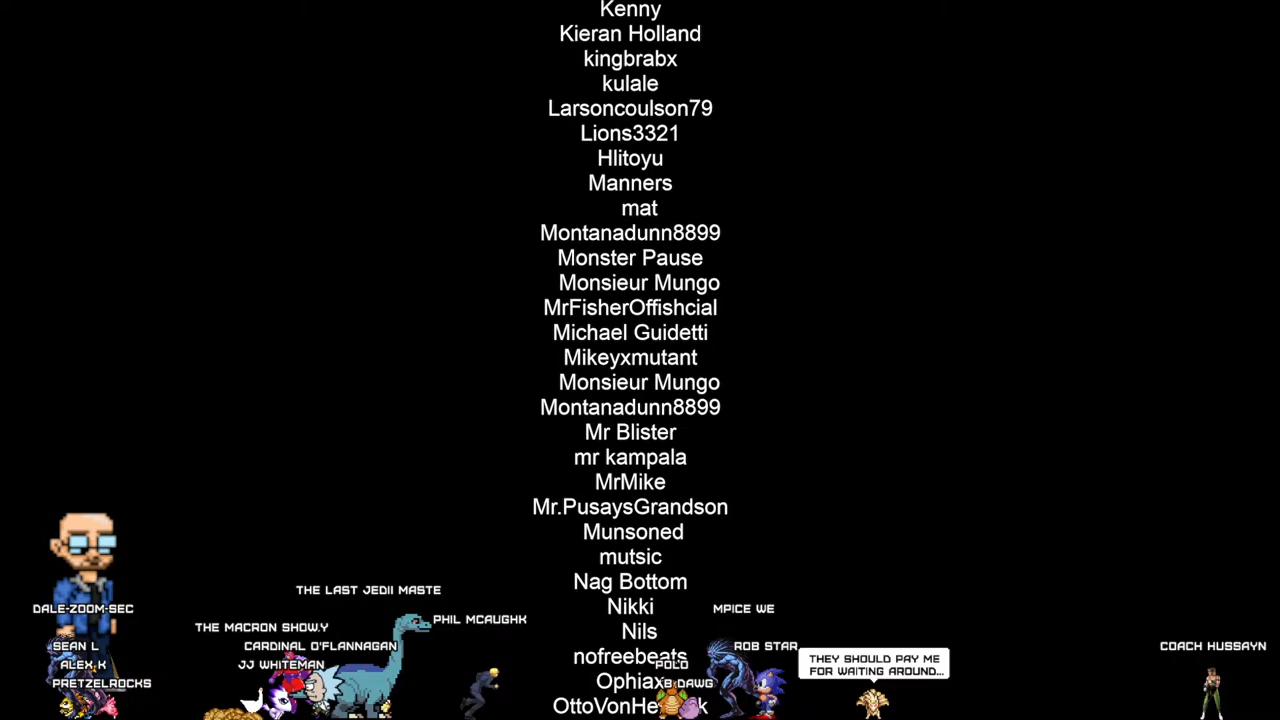 Kenny
Kieran Holland
kingbrabx
kulale
Larsoncoulson79
Lions3321
Hlitoyu
Manners
mat
Montanadunn8899
Monster Pause
Monsieur Mungo
MrFisherOffishcial
Michael Guidetti
Mikeyxmutant
Monsieur Mungo
Montanadunn8899
Mr Blister
mr kampala
MrMike
Mr.PusaysGrandson
Munsoned
mutsic
Nag Bottom
Nikki
Nils
nofreebeats
Ophiax
THE LAST JEDII MASTE
DALE-ZOOM-SEC
MPICE WE
PHIL MCAUGHK
THE MACRON SHOW.Y
SEAN L
CARDINAL O'FLANNAGAN
ROB STAR
COACH HUSSAYN
ALEX K
JJ WHITEMAN
POLO
THEY SHOULD PAY ME
FOR WAITING AROUND...
PRETZELROCKS
B DAWG